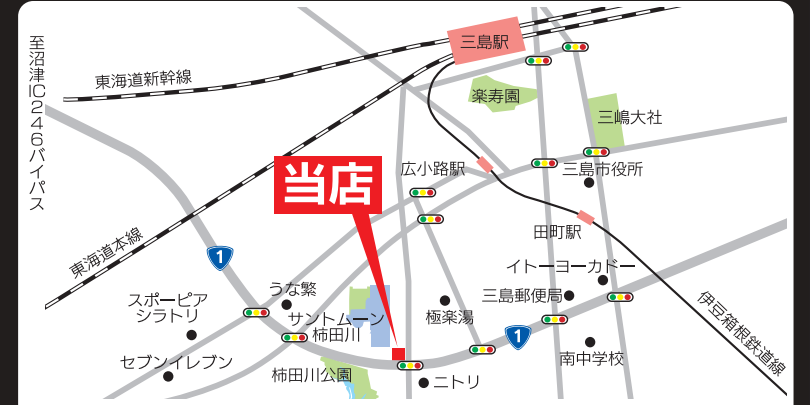 至沼津IC246バイパス
東海道新幹線
三島駅
楽寿園
三嶋大社
広小路駅
三島市役所
当店
田町駅
東海道本線
1
イトーヨーカドー
スポーピア
シラトリ
うな繁
三島郵便局
サントムーン
柿田川
極楽湯
伊豆箱根鉄道線
1
セブンイレブン
南中学校
柿田川公園
ニトリ